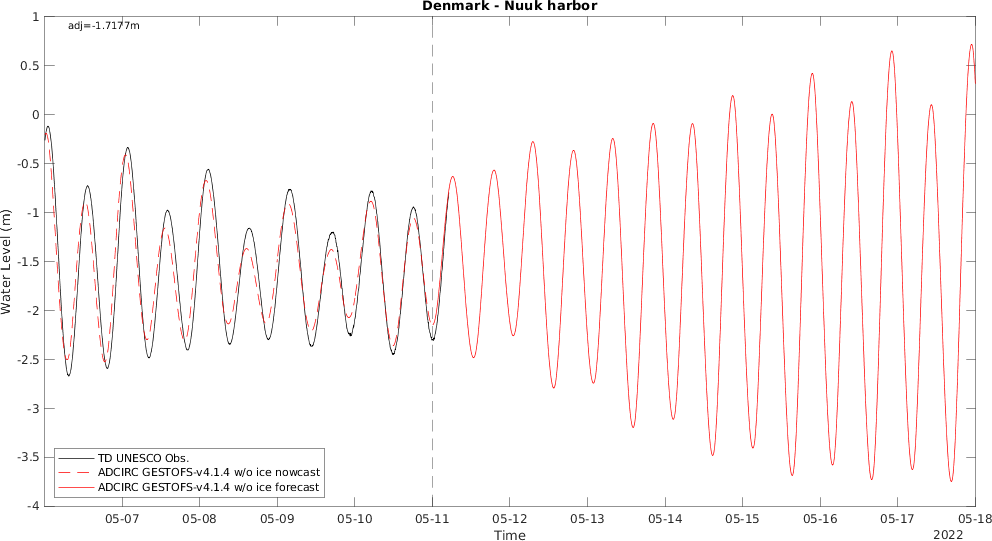 Denmark - Nuuk harbor
adj=-1.7177m
1
0.5
0
-0.5
-1
-1.5
-2
-2.5
-3
-3.5
-4
Water Level (m)
TD UNESCO Obs.
ADCIRC GESTOFS-v4.1.4 w/o ice nowcast
ADCIRC GESTOFS-v4.1.4 w/o ice forecast
05-07 05-08 05-09 05-10 05-11 05-12 05-13 05-14 05-15 05-16 05-17 05-18
Time
2022